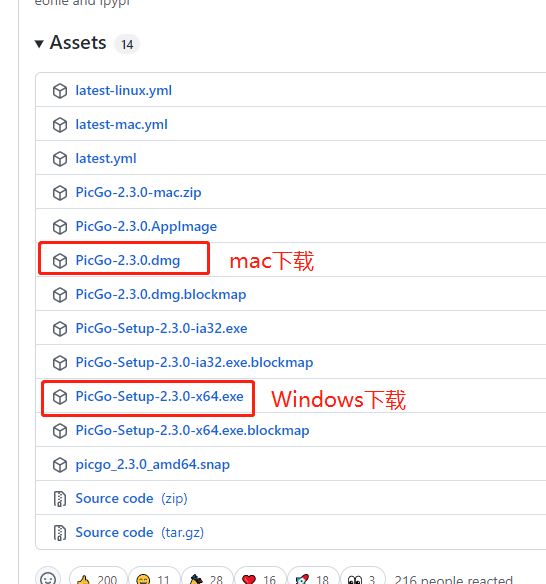 eonie and lpypl
Assets 14
latest-linux.yml
latest-mac.yml
latest.yml
PicGo-2.3.0-mac.zip
PicGo-2.3.0.AppImage
PicGo-2.3.0.dmg mac下载
PicGo-2.3.0.dmg.blockmap
PicGo-Setup-2.3.0-ia32.exe
PicGo-Setup-2.3.0-ia32.exe.blockmap
PicGo-Setup-2.3.0-x64.exe Windows下载
PicGo-Setup-2.3.0-x64.exe.blockmap
picgo_2.3.0_amd64.snap
Source code (zip)
Source code (tar.gz)
200 11 28 16 18 3 216 people reacted